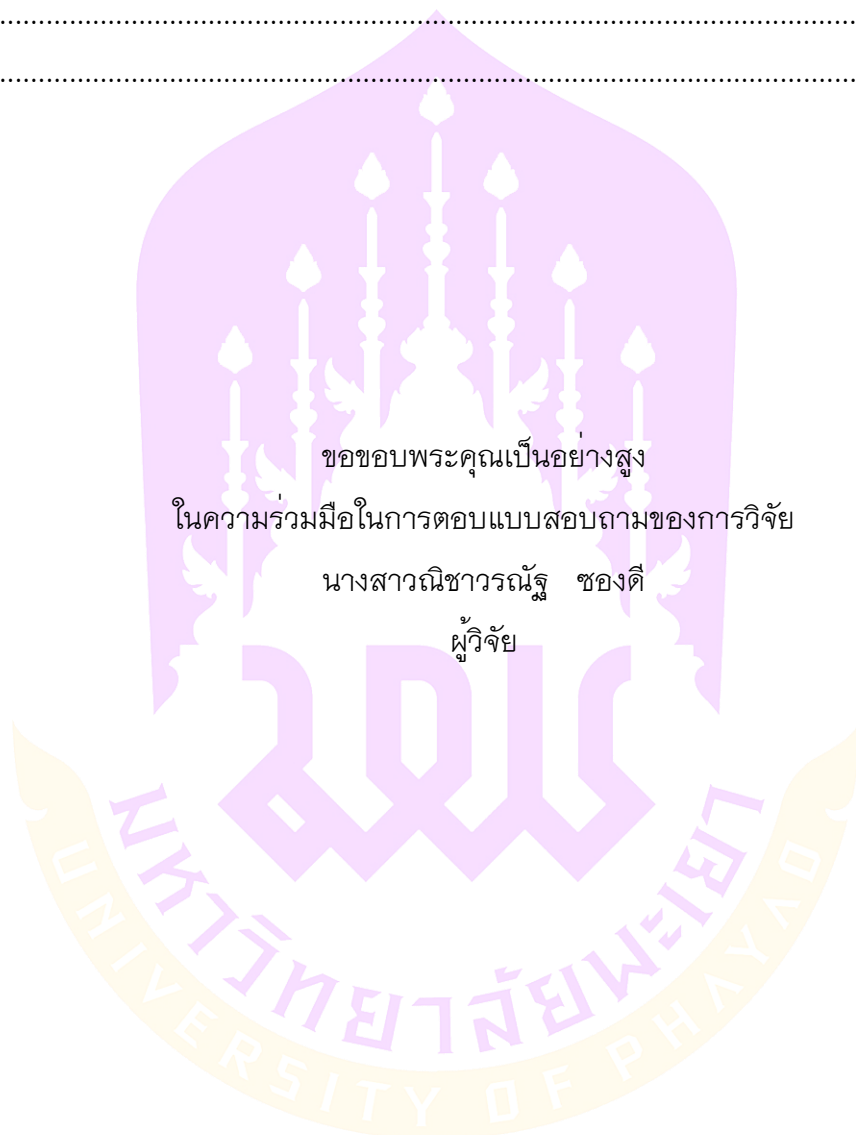 ................................................................................................................
................................................................................................................
ขอขอบพระคุณเป็นอย่างสูง
ในความร่วมมือในการตอบแบบสอบถามของการวิจัย
นางสาวณิชาวรณัฐ ซองดี
ผู้วิจัย
มหาวิทยาลัยพะเยา
UNIVERSITY OF PHAYAO